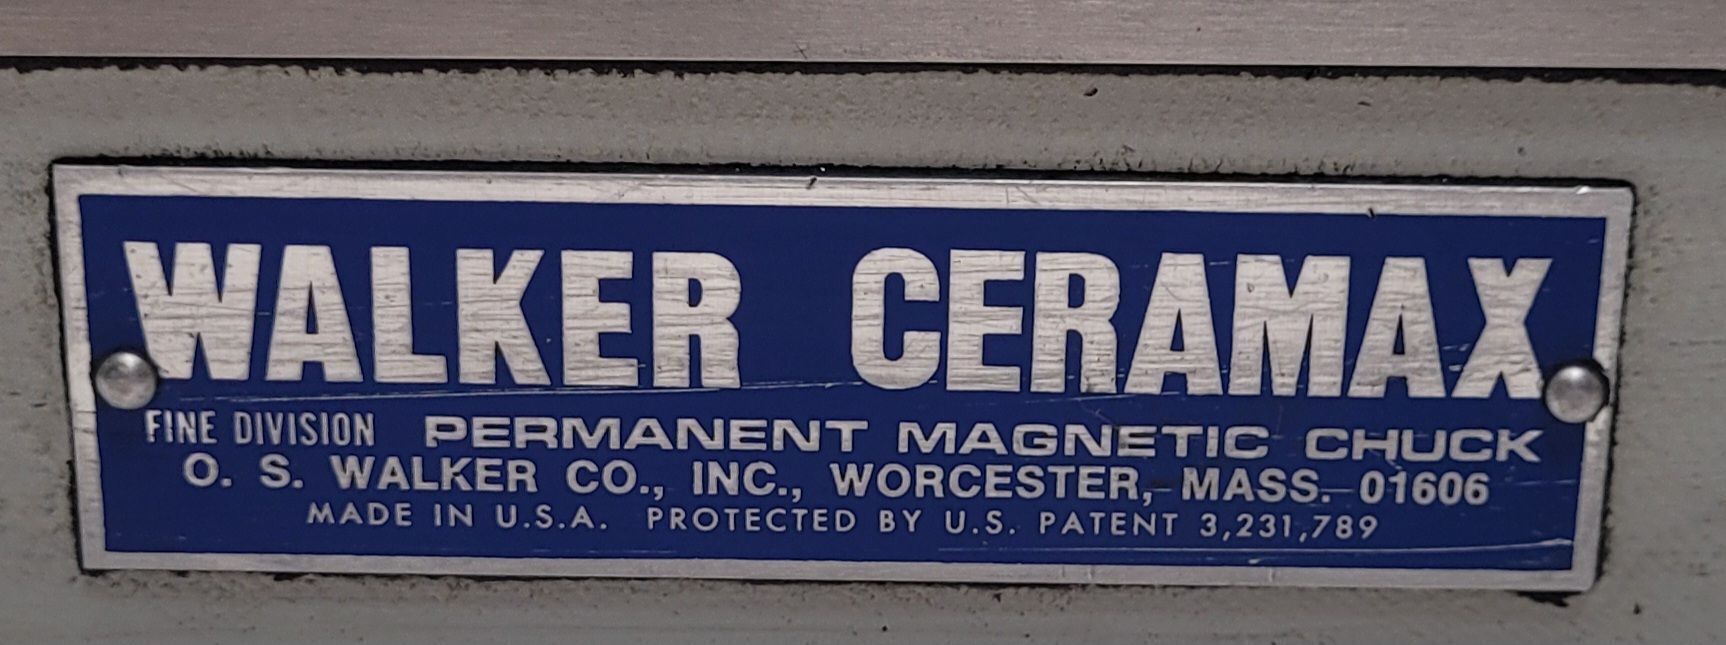 WALKER CERAMAX
FINE DIVISION PERMANENT MAGNETIC CHUCK
O. S. WALKER CO., INC., WORCESTER, MASS. 01606
MADE IN U.S.A. PROTECTED BY U.S. PATENT 3,231,789